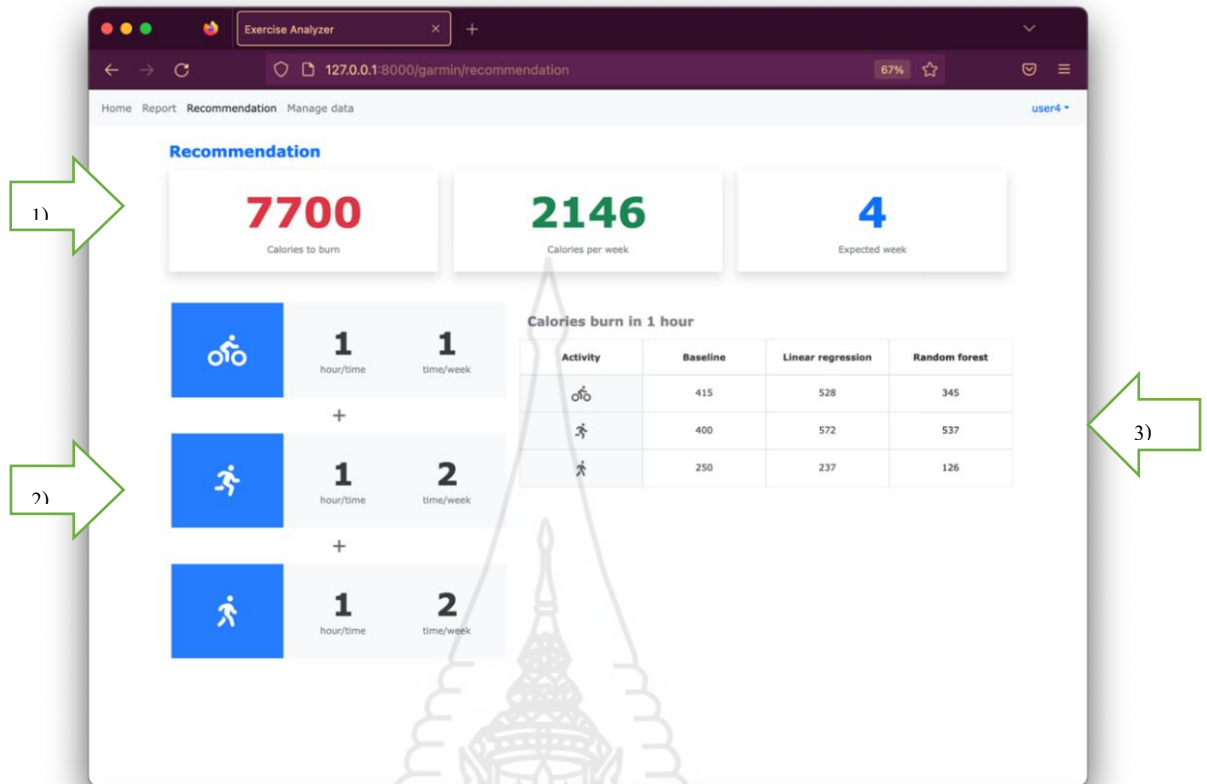 Exercise Analyzer
127.0.0.1:8000/garmin/recommendation
67%
Home Report Recommendation Manage data
user4
Recommendation
1)
7700
Calories to burn
2146
Calories per week
4
Expected week
1
hour/time
1
time/week
+
2)
1
hour/time
2
time/week
+
1
hour/time
2
time/week
Calories burn in 1 hour
Activity Baseline Linear regression Random forest
415 528 345
400 572 537
250 237 126
3)